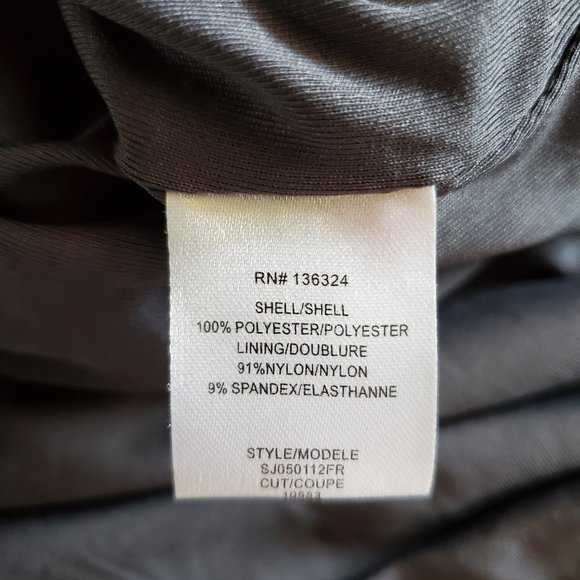 RN# 136324
SHELL/SHELL
100% POLYESTER/POLYESTER
LINING/DOUBLURE
91%NYLON/NYLON
9% SPANDEX/ELASTHANNE
STYLE/MODELE
SJ050112FR
CUT/COUPE